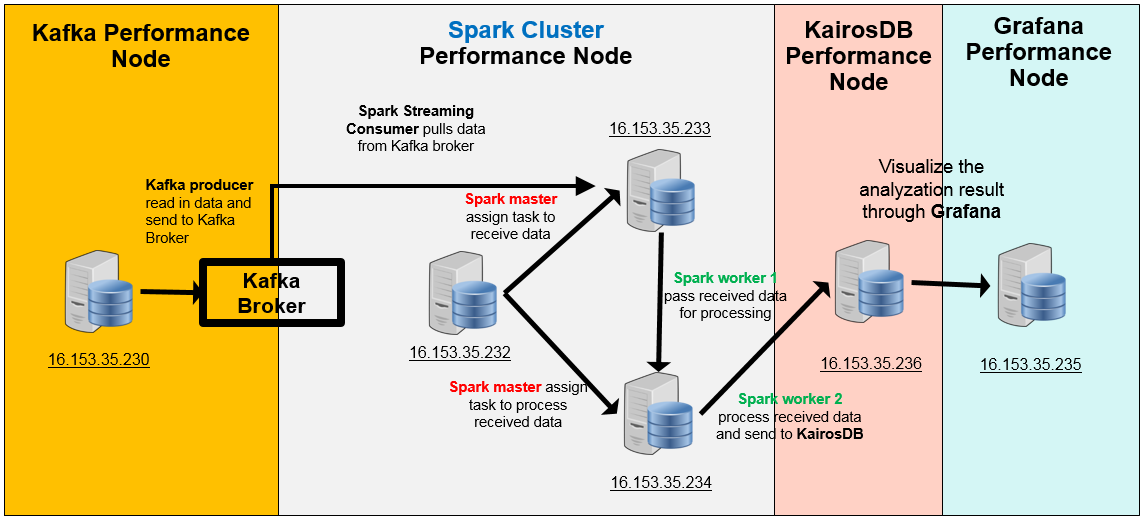 Kafka Performance
Node
Spark Cluster
Performance Node
KairosDB
Performance
Node
Grafana
Performance
Node
Spark Streaming
Consumer pulls data
from Kafka broker
16.153.35.233
Visualize the
analyzation result
through Grafana
Kafka producer
read in data and
send to Kafka
Broker
Spark master
assign task to
receive data
Kafka
Broker
Spark worker 1
pass received data
for processing
16.153.35.230
16.153.35.232
16.153.35.236
16.153.35.235
Spark master assign
task to process
received data
Spark worker 2
process received data
and send to KairosDB
16.153.35.234